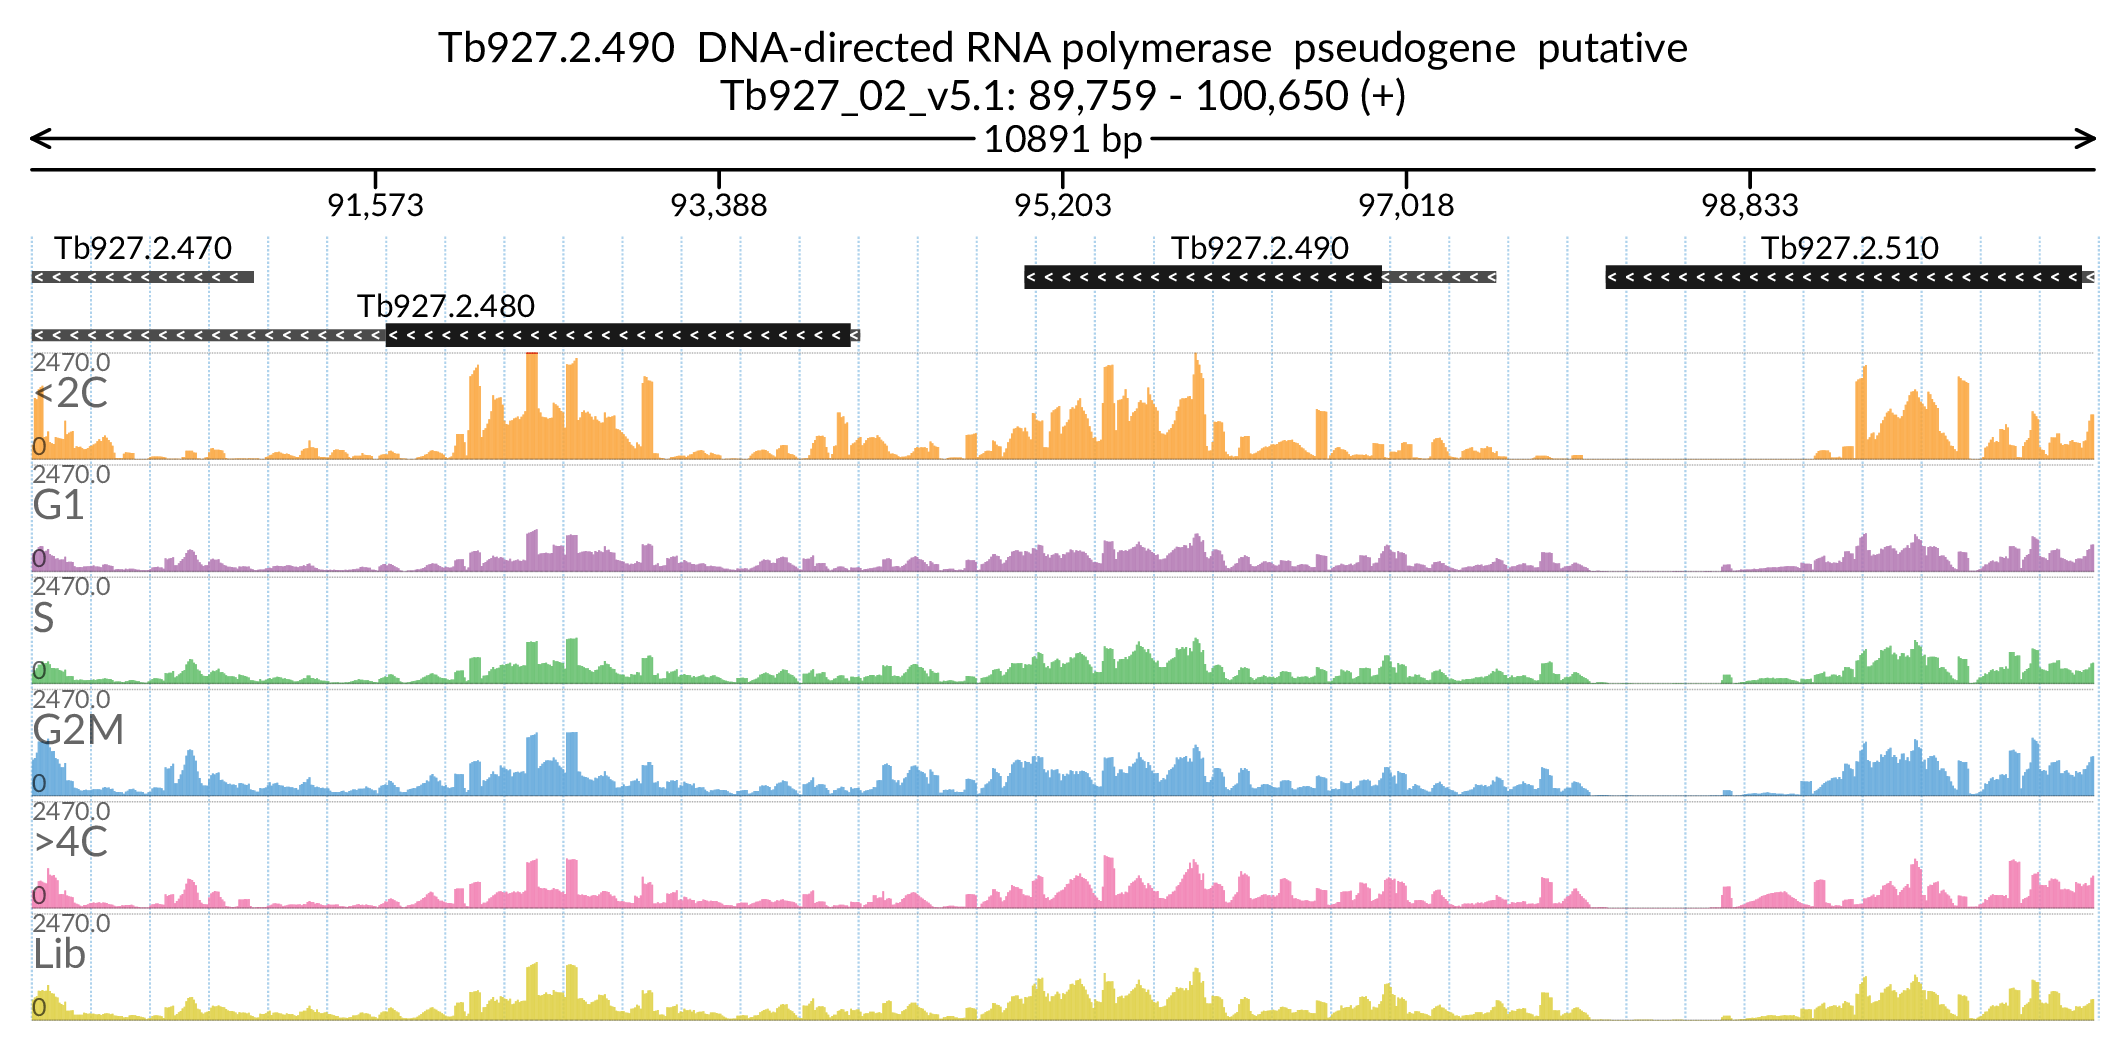 Tb927.2.490 DNA-directed RNA polymerase pseudogene putative
Tb927_02_v5.1: 89,759 - 100,650 (+)
10891 bp
91,573 93,388 95,203 97,018 98,833
Tb927.2.470 Tb927.2.490 Tb927.2.510
Tb927.2.480
2470.0
<2C
0
2470.0
G1
0
2470.0
S
0
2470.0
G2M
0
2470.0
>4C
0
2470.0
Lib
0